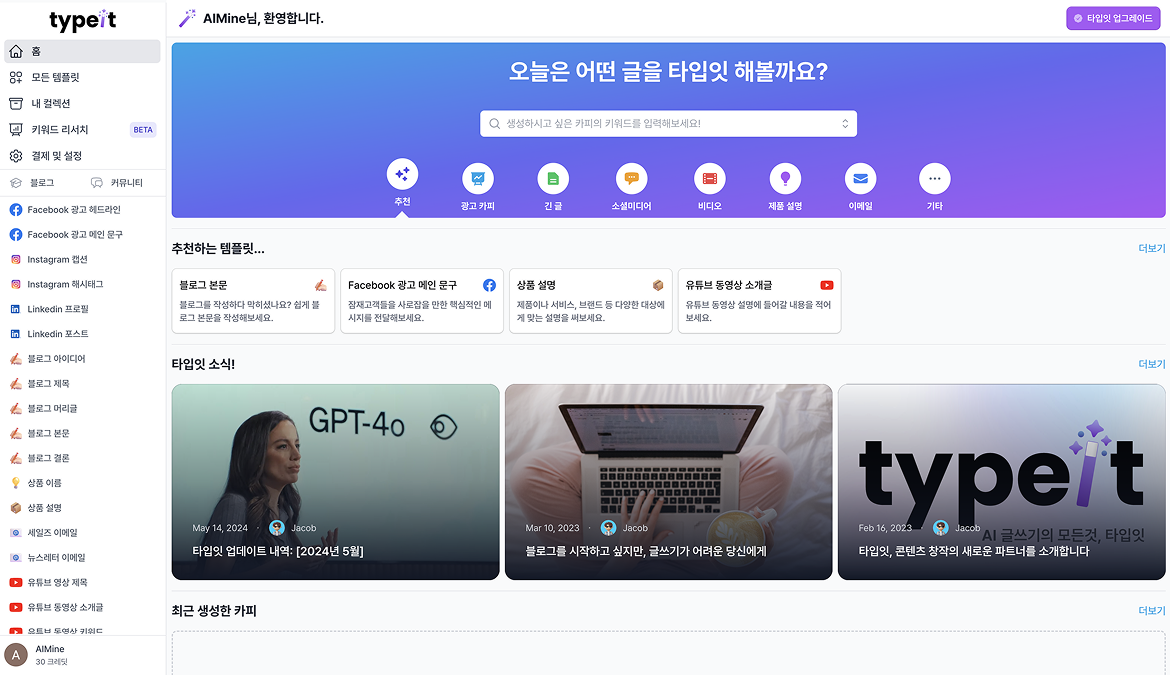 typeit
AIMine님, 환영합니다.
타입잇 업그레이드
홈
모든 템플릿
내 컬렉션
키워드 리서치
BETA
결제 및 설정
블로그
커뮤니티
Facebook 광고 헤드라인
Facebook 광고 메인 문구
Instagram 캡션
Instagram 해시태그
Linkedin 프로필
Linkedin 포스트
블로그 아이디어
블로그 제목
블로그 머리글
블로그 본문
블로그 결론
상품 이름
상품 설명
세일즈 이메일
뉴스레터 이메일
유튜브 영상 제목
유튜브 동영상 소개글
유튜브 동영상 키워드
A
AIMine
30 크레딧
오늘은 어떤 글을 타입잇 해볼까요?
생성하시고 싶은 카피의 키워드를 입력해보세요!
추천
광고 카피
긴 글
소셜미디어
비디오
제품 설명
이메일
기타
추천하는 템플릿...
더보기
블로그 본문
블로그를 작성하다 막히셨나요? 쉽게 블
로그 본문을 작성해보세요.
Facebook 광고 메인 문구
잠재고객들을 사로잡을 만한 핵심적인 메
시지를 전달해보세요.
상품 설명
제품이나 서비스, 브랜드 등 다양한 대상에
게 맞는 설명을 써보세요.
유튜브 동영상 소개글
유튜브 동영상 설명에 들어갈 내용을 적어
보세요.
타입잇 소식!
더보기
GPT-4o
May 14, 2024 · Jacob
타입잇 업데이트 내역: [2024년 5월]
Mar 10, 2023 · Jacob
블로그를 시작하고 싶지만, 글쓰기가 어려운 당신에게
typeit
AI 글쓰기의 모든것, 타입잇
Feb 16, 2023 · Jacob
타입잇, 콘텐츠 창작의 새로운 파트너를 소개합니다
최근 생성한 카피
더보기